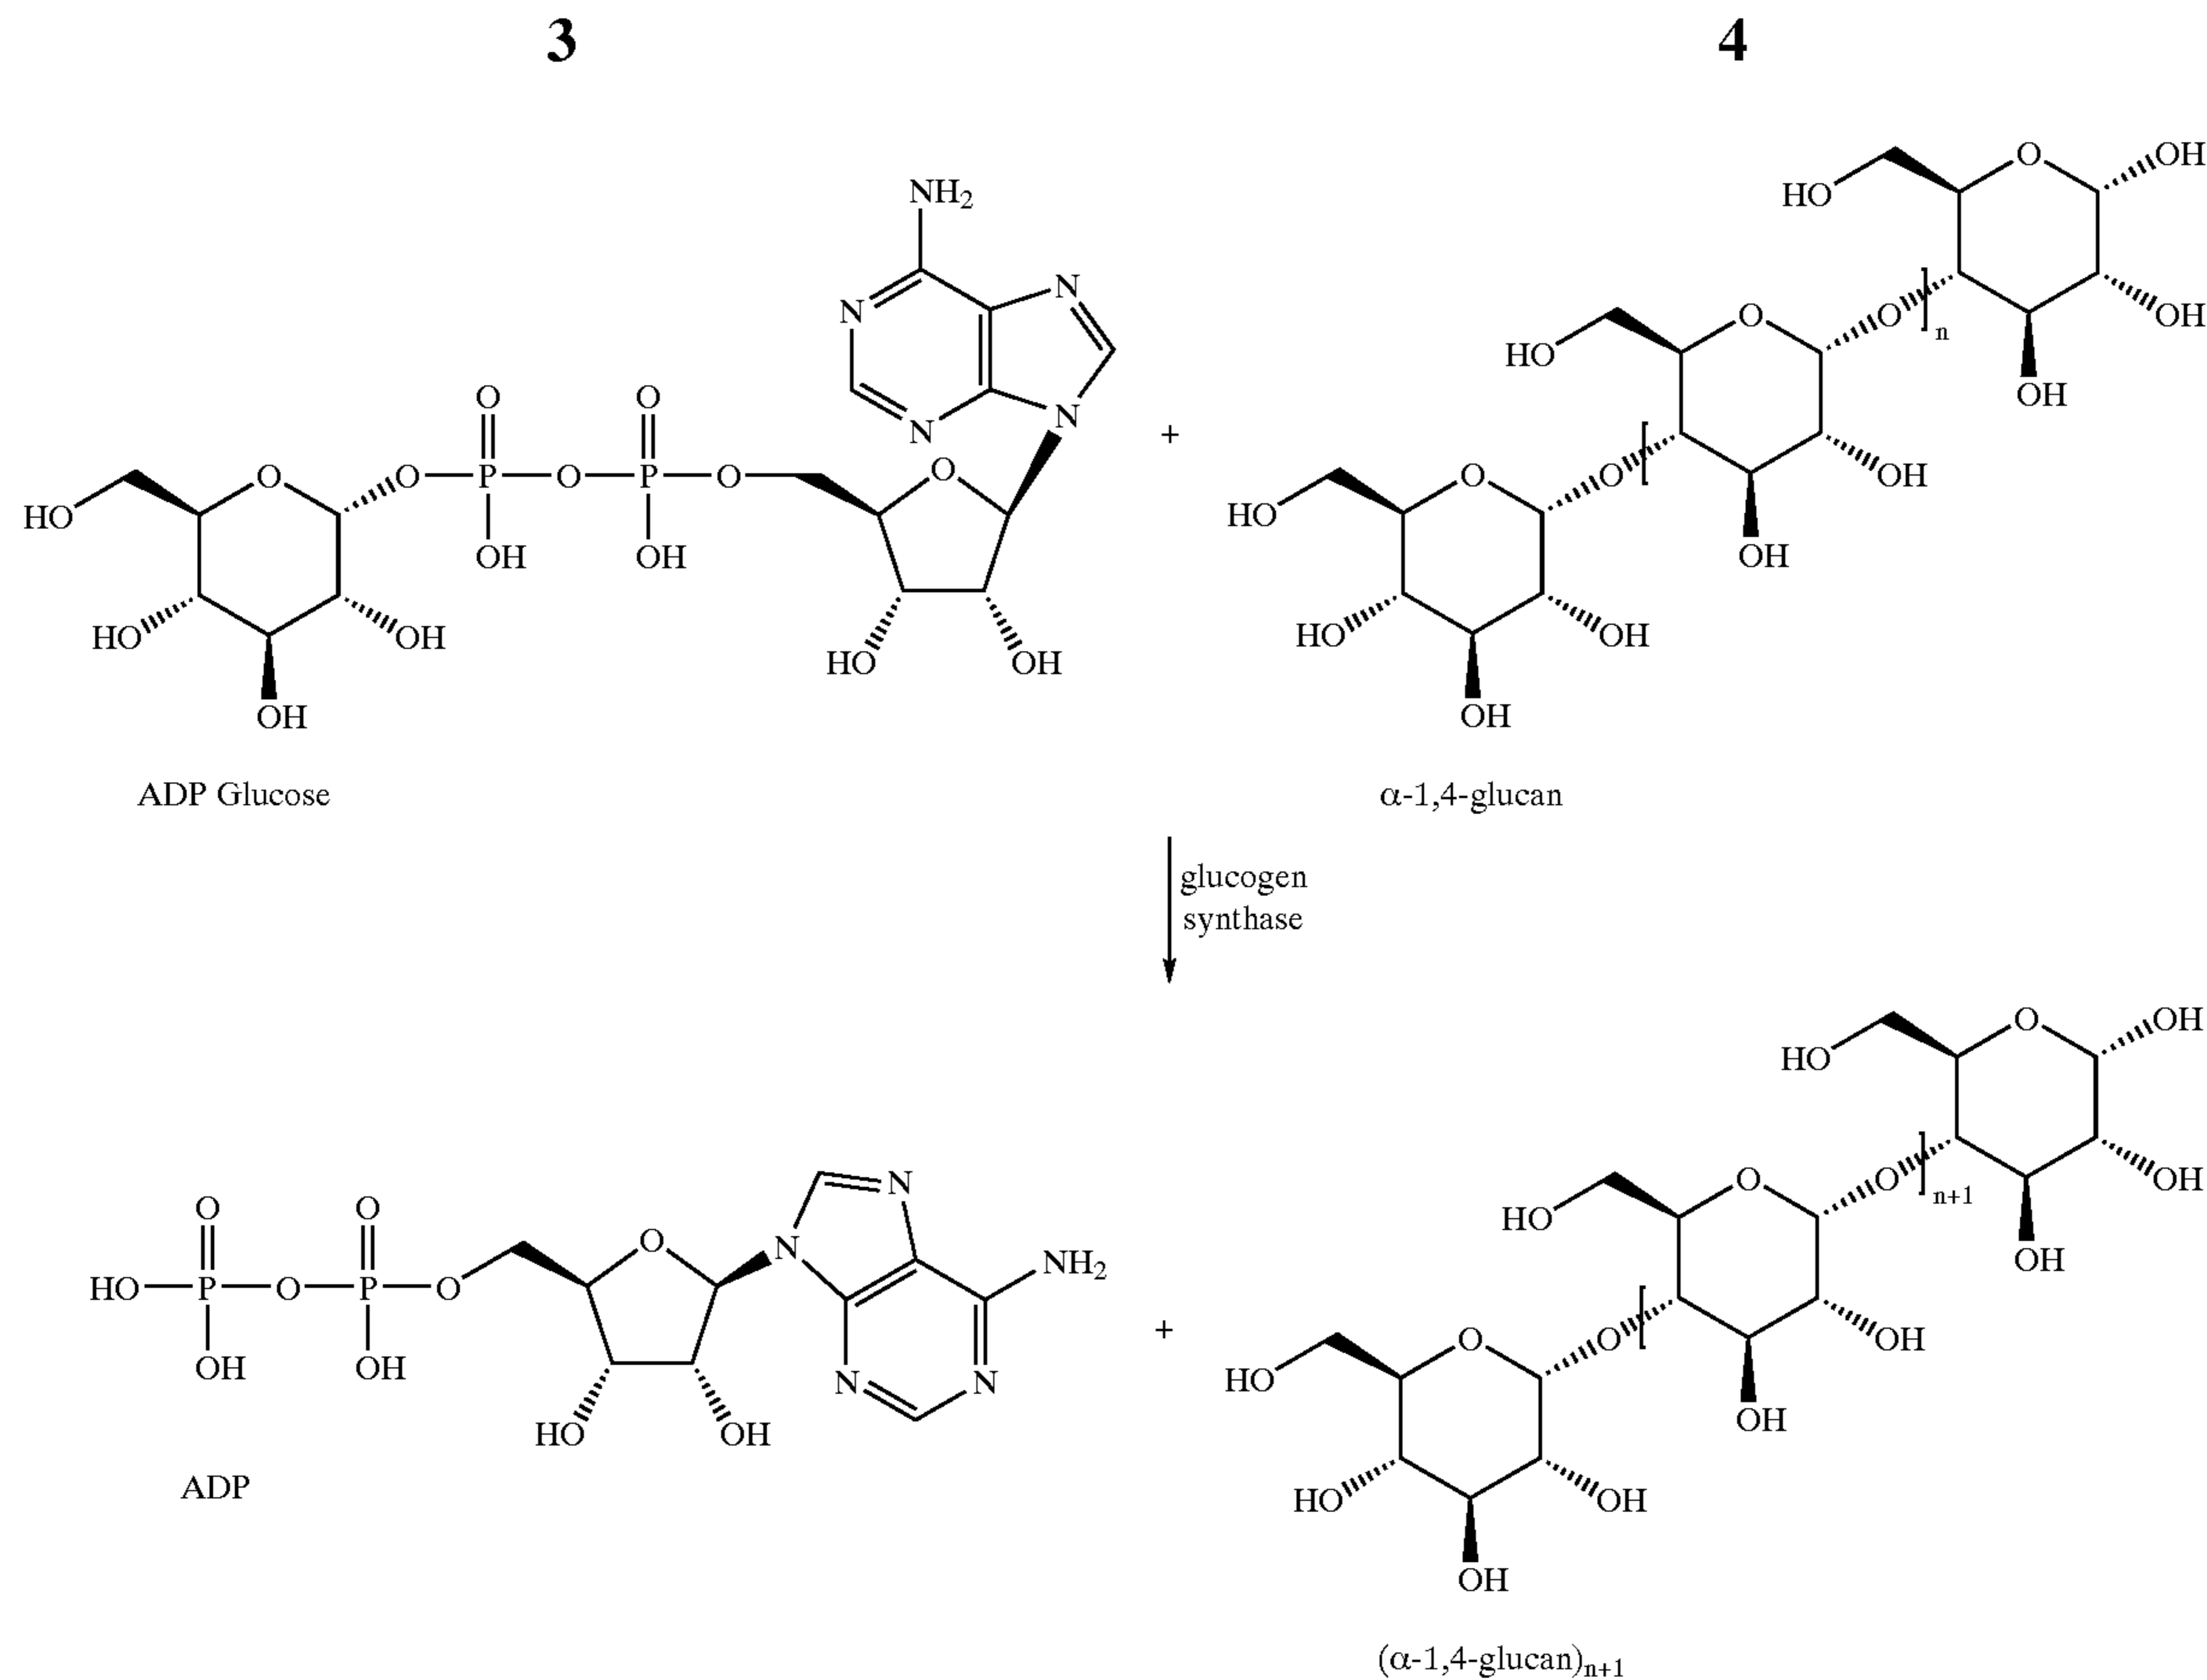 3
4
NH₂
N
N
N
N
O
O
HO
O
O
P
O
P
O
O
OH
OH
HO
OH
OH
HO
OH
+
HO
O
OH
HO
O
O
n
OH
OH
HO
O
O
OH
OH
HO
OH
OH
ADP Glucose
α-1,4-glucan
glucogen
synthase
HO
O
OH
HO
O
O
n+1
OH
OH
HO
O
O
OH
OH
HO
OH
OH
O
O
N
HO
P
O
P
O
O
N
NH₂
OH
OH
N
N
HO
OH
+
ADP
(α-1,4-glucan)n+1